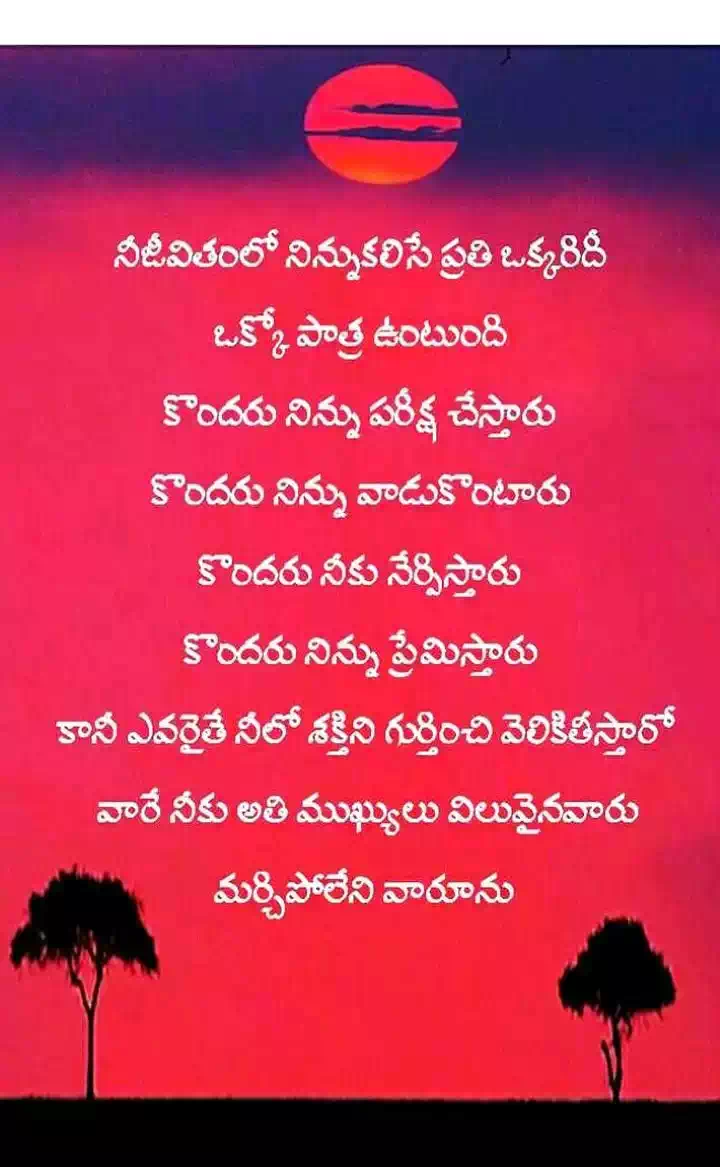 నీజీవితంలో నిన్నుకలిసే ప్రతి ఒక్కరిదీ
ఒక్కో పాత్ర ఉంటుంది
కొందరు నిన్ను పరీక్ష చేస్తారు
కొందరు నిన్ను వాడుకొంటారు
కొందరు నీకు నేర్పిస్తారు
కొందరు నిన్ను ప్రేమిస్తారు
కానీ ఎవరైతే నీలో శక్తిని గుర్తించి వెలికితీస్తారో
వారే నీకు అతి ముఖ్యులు విలువైనవారు
మర్చిపోలేని వారూను